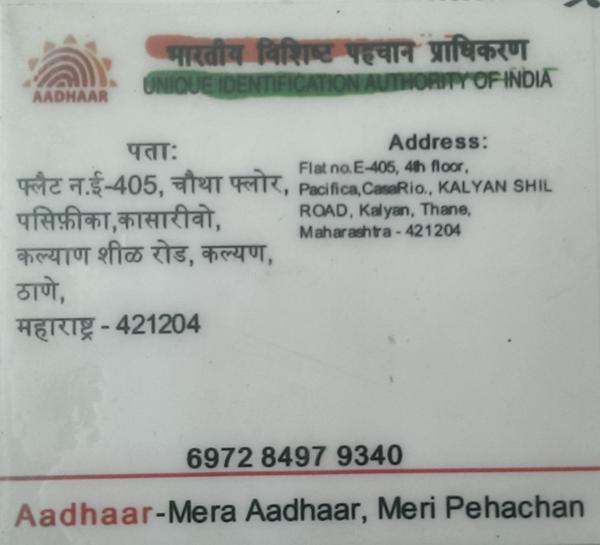 AADHAAR
भारतीय विशिष्ट पहचान प्राधिकरण
UNIQUE IDENTIFICATION AUTHORITY OF INDIA
पता:
फ्लैट न.ई-405, चौथा फ्लोर,
पसिफ़ीका,कासारीवो,
कल्याण शीळ रोड, कल्यण,
ठाणे,
महाराष्ट्र - 421204
Address:
Flat no.E-405, 4th floor,
Pacifica,CasaRio., KALYAN SHIL
ROAD, Kalyan, Thane,
Maharashtra - 421204
6972 8497 9340
Aadhaar-Mera Aadhaar, Meri Pehachan